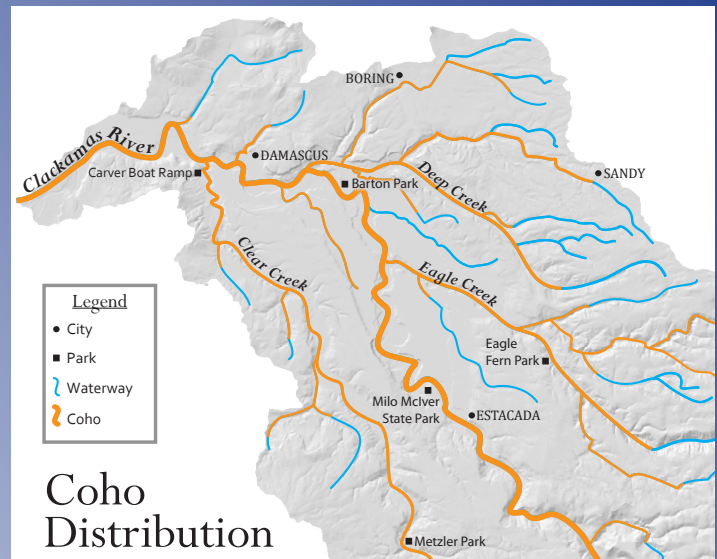 BORING
Clackamas River
DAMASCUS
Carver Boat Ramp
Barton Park
Deep Creek
SANDY
Clear Creek
Eagle Creek
Legend
City
Park
Waterway
Coho
Eagle
Fern Park
Milo McIver
State Park
ESTACADA
Coho
Distribution
Metzler Park